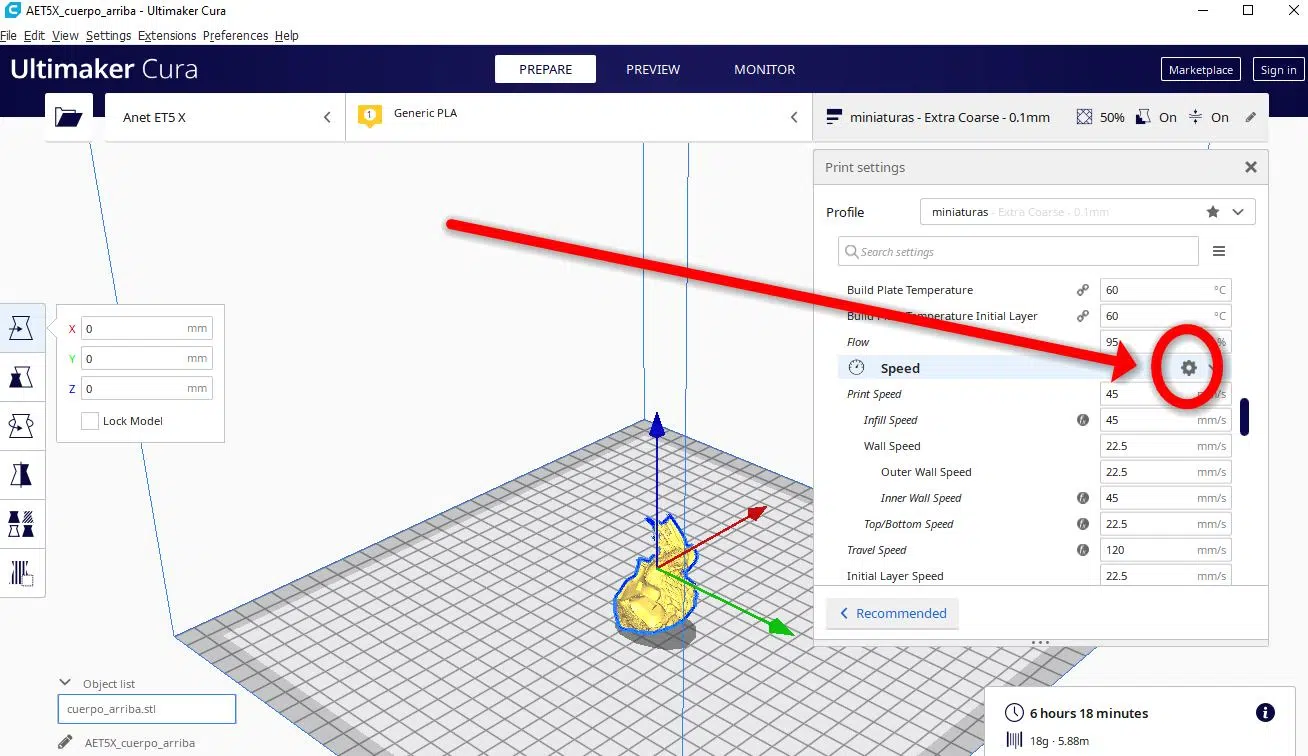 AET5X_cuerpo_arriba - Ultimaker Cura
File Edit View Settings Extensions Preferences Help
Ultimaker Cura
PREPARE PREVIEW MONITOR
Marketplace Sign in
Anet ET5 X
1 Generic PLA
miniaturas - Extra Coarse - 0.1mm 50% On On
Print settings
Profile miniaturas - Extra Coarse - 0.1mm
Search settings
Build Plate Temperature 60 °C
Build Plate Temperature Initial Layer 60 °C
Flow 95 %
Speed
Print Speed 45 mm/s
Infill Speed 45 mm/s
Wall Speed 22.5 mm/s
Outer Wall Speed 22.5 mm/s
Inner Wall Speed 45 mm/s
Top/Bottom Speed 22.5 mm/s
Travel Speed 120 mm/s
Initial Layer Speed 22.5 mm/s
Recommended
X 0 mm
Y 0 mm
Z 0 mm
Lock Model
Object list
cuerpo_arriba.stl
AET5X_cuerpo_arriba
6 hours 18 minutes
18g · 5.88m